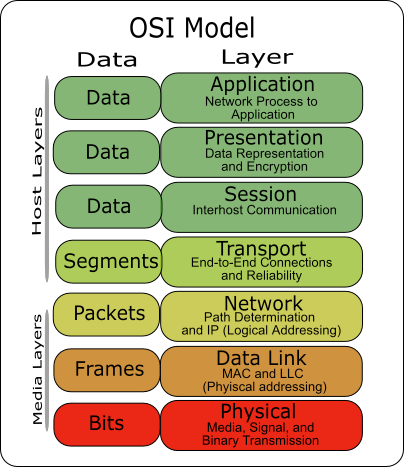 OSI Model
Data Layer
Host Layers
Data
Application
Network Process to
Application
Data
Presentation
Data Representation
and Encryption
Data
Session
Interhost Communication
Segments
Transport
End-to-End Connections
and Reliability
Media Layers
Packets
Network
Path Determination
and IP (Logical Addressing)
Frames
Data Link
MAC and LLC
(Phyiscal addressing)
Bits
Physical
Media, Signal, and
Binary Transmission